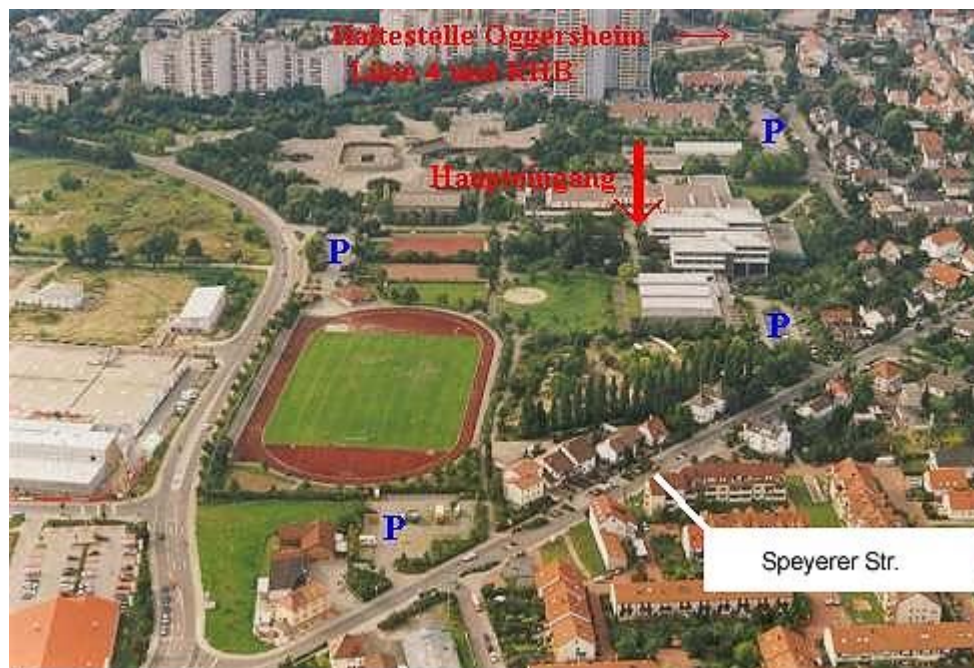 Haltestelle Oggersheim
Linie 4 und RHB
P
Haupteingang
P
P
Speyerer Str.
P